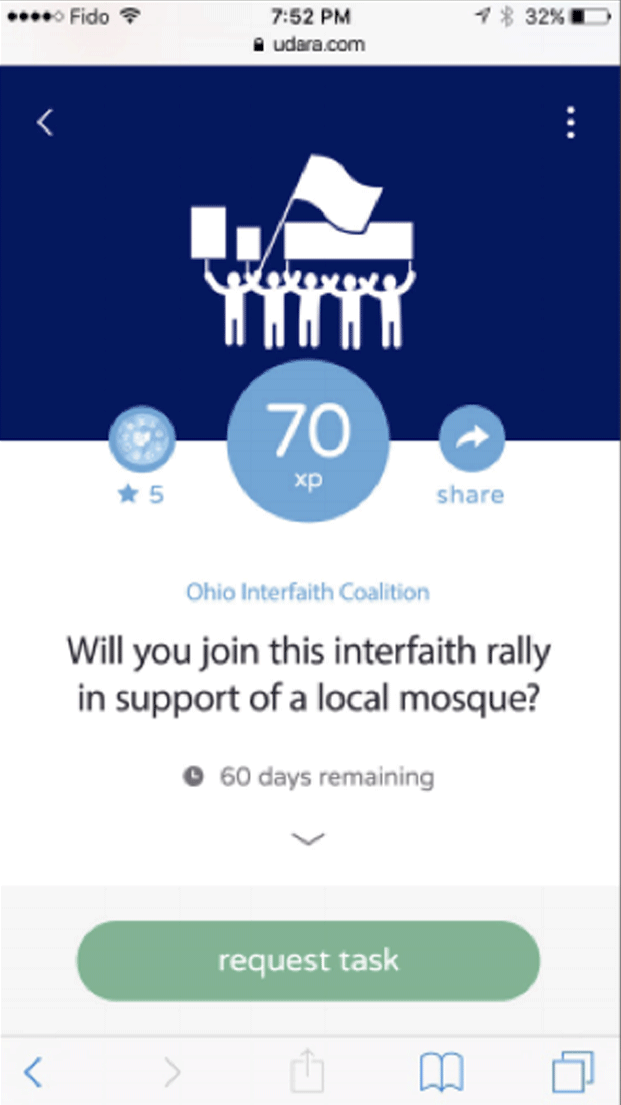 Fido 7:52 PM 32%
udara.com
70
xp
5 share
Ohio Interfaith Coalition
Will you join this interfaith rally
in support of a local mosque?
60 days remaining
request task